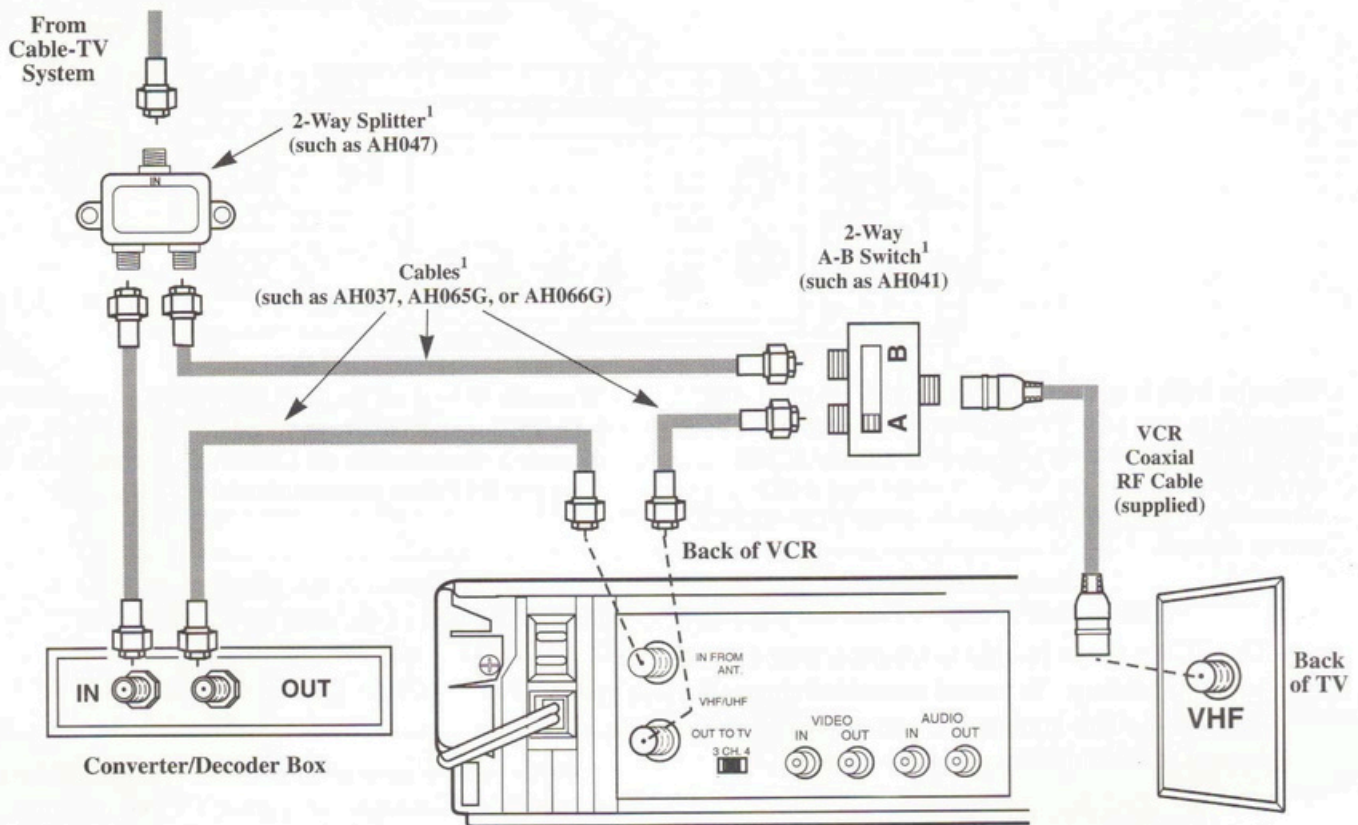 From
Cable-TV
System
2-Way Splitter1
(such as AH047)
IN
Cables1
(such as AH037, AH065G, or AH066G)
2-Way
A-B Switch1
(such as AH041)
B
A
VCR
Coaxial
RF Cable
(supplied)
Back of VCR
IN
OUT
Converter/Decoder Box
IN FROM
ANT.
VHF/UHF
OUT TO TV
3 CH. 4
VIDEO
IN OUT
AUDIO
IN OUT
VHF
Back
of TV